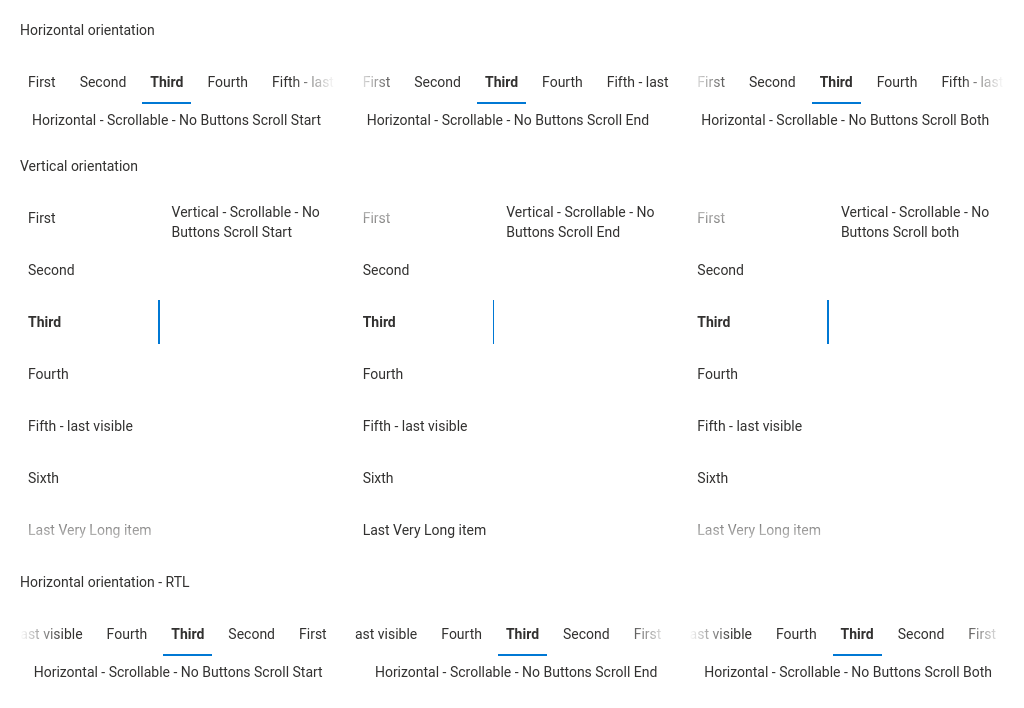 Horizontal orientation
First Second Third Fourth Fifth - last First Second Third Fourth Fifth - last First Second Third Fourth Fifth - last
Horizontal - Scrollable - No Buttons Scroll Start Horizontal - Scrollable - No Buttons Scroll End Horizontal - Scrollable - No Buttons Scroll Both
Vertical orientation
First
Vertical - Scrollable - No
Buttons Scroll Start
Second
Third
Fourth
Fifth - last visible
Sixth
Last Very Long item
First
Vertical - Scrollable - No
Buttons Scroll End
Second
Third
Fourth
Fifth - last visible
Sixth
Last Very Long item
First
Vertical - Scrollable - No
Buttons Scroll both
Second
Third
Fourth
Fifth - last visible
Sixth
Last Very Long item
Horizontal orientation - RTL
ast visible Fourth Third Second First ast visible Fourth Third Second First ast visible Fourth Third Second First
Horizontal - Scrollable - No Buttons Scroll Start Horizontal - Scrollable - No Buttons Scroll End Horizontal - Scrollable - No Buttons Scroll Both